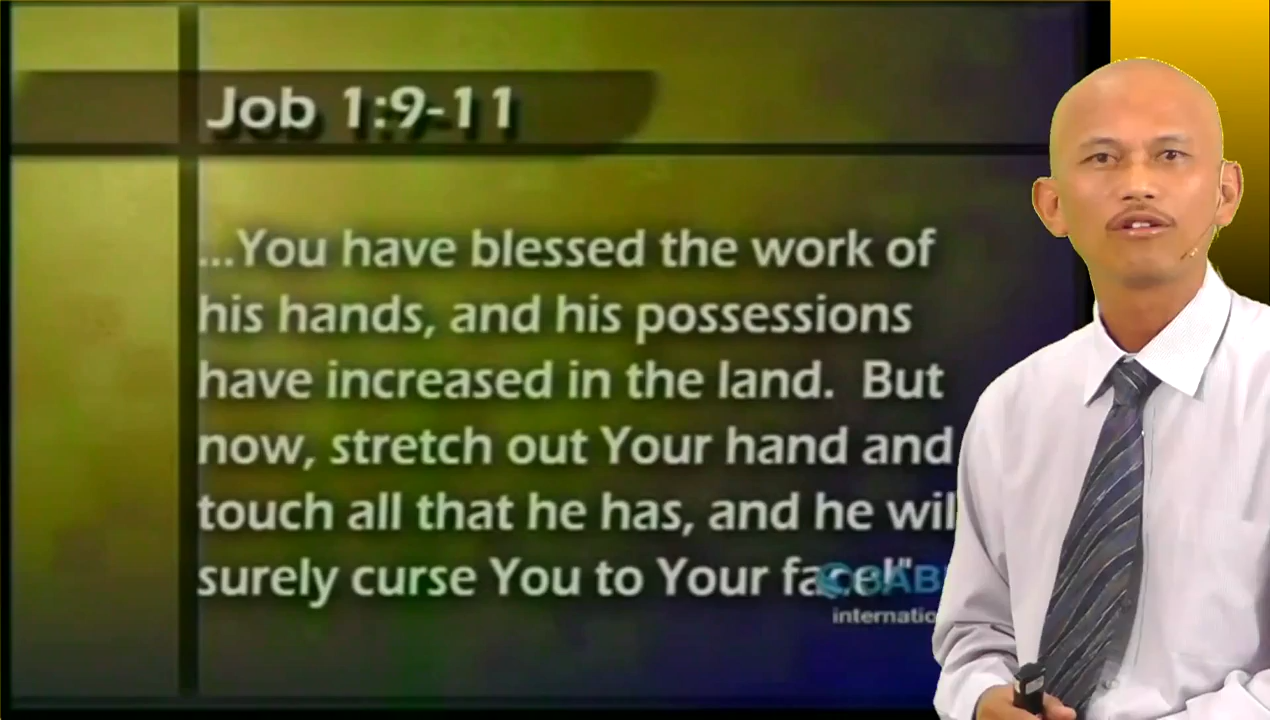 Job 1:9-11
...You have blessed the work of
his hands, and his possessions
have increased in the land. But
now, stretch out Your hand and
touch all that he has, and he wil
surely curse You to Your face!"
internatio